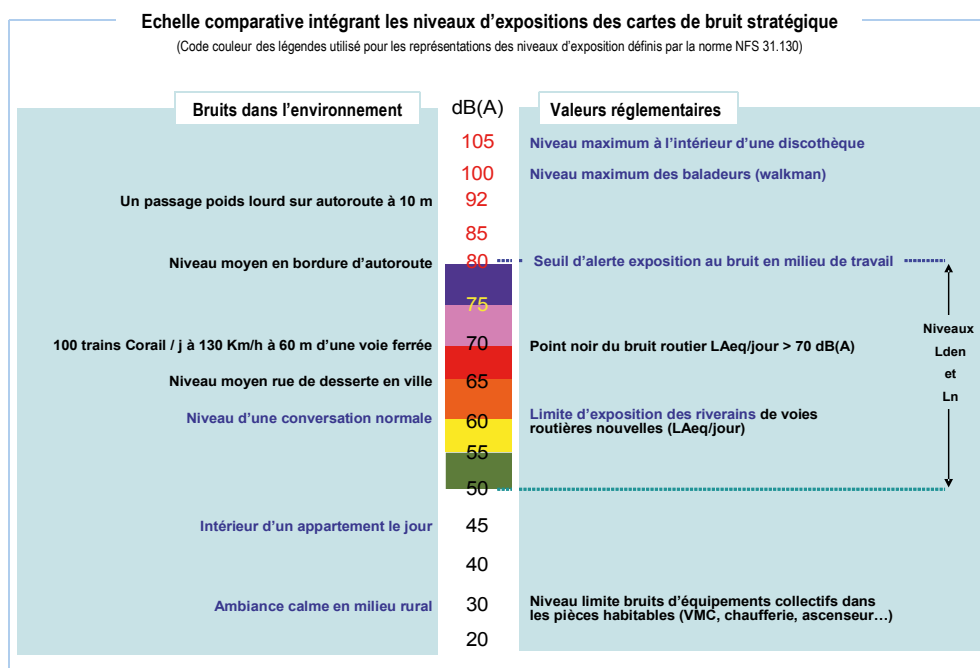 Echelle comparative intégrant les niveaux d'expositions des cartes de bruit stratégique
(Code couleur des légendes utilisé pour les représentations des niveaux d'exposition définis par la norme NFS 31.130)
Bruits dans l'environnement
dB(A)
Valeurs réglementaires
105
Niveau maximum à l'intérieur d'une discothèque
100
Niveau maximum des baladeurs (walkman)
Un passage poids lourd sur autoroute à 10 m
92
85
Niveau moyen en bordure d'autoroute
80
Seuil d'alerte exposition au bruit en milieu de travail
75
100 trains Corail / j à 130 Km/h à 60 m d'une voie ferrée
70
Point noir du bruit routier LAeq/jour > 70 dB(A)
Niveaux
Lden
et
Ln
Niveau moyen rue de desserte en ville
65
Niveau d'une conversation normale
60
Limite d'exposition des riverains de voies
routières nouvelles (LAeq/jour)
55
50
Intérieur d'un appartement le jour
45
40
Ambiance calme en milieu rural
30
Niveau limite bruits d'équipements collectifs dans
les pièces habitables (VMC, chaufferie, ascenseur…)
20